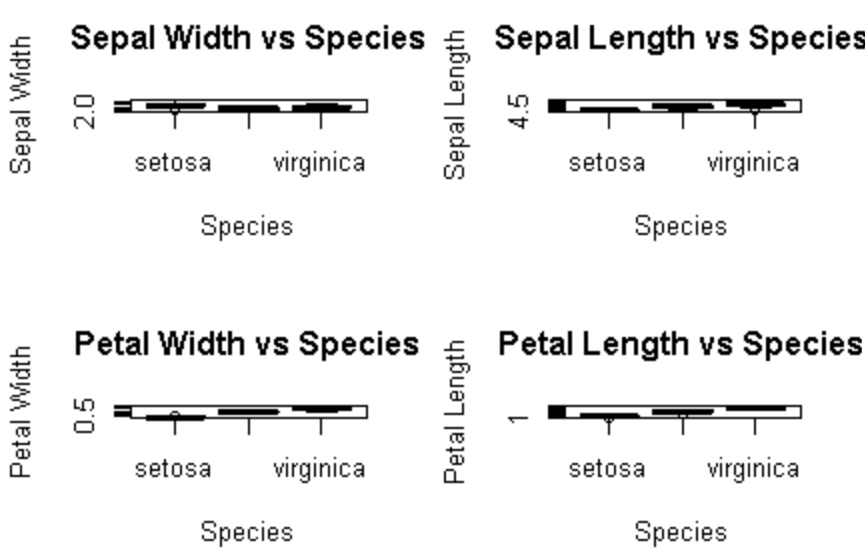 Sepal Width vs Species
Sepal Width
2.0
setosa virginica
Species
Sepal Length vs Species
Sepal Length
4.5
setosa virginica
Species
Petal Width vs Species
Petal Width
0.5
setosa virginica
Species
Petal Length vs Species
Petal Length
1
setosa virginica
Species